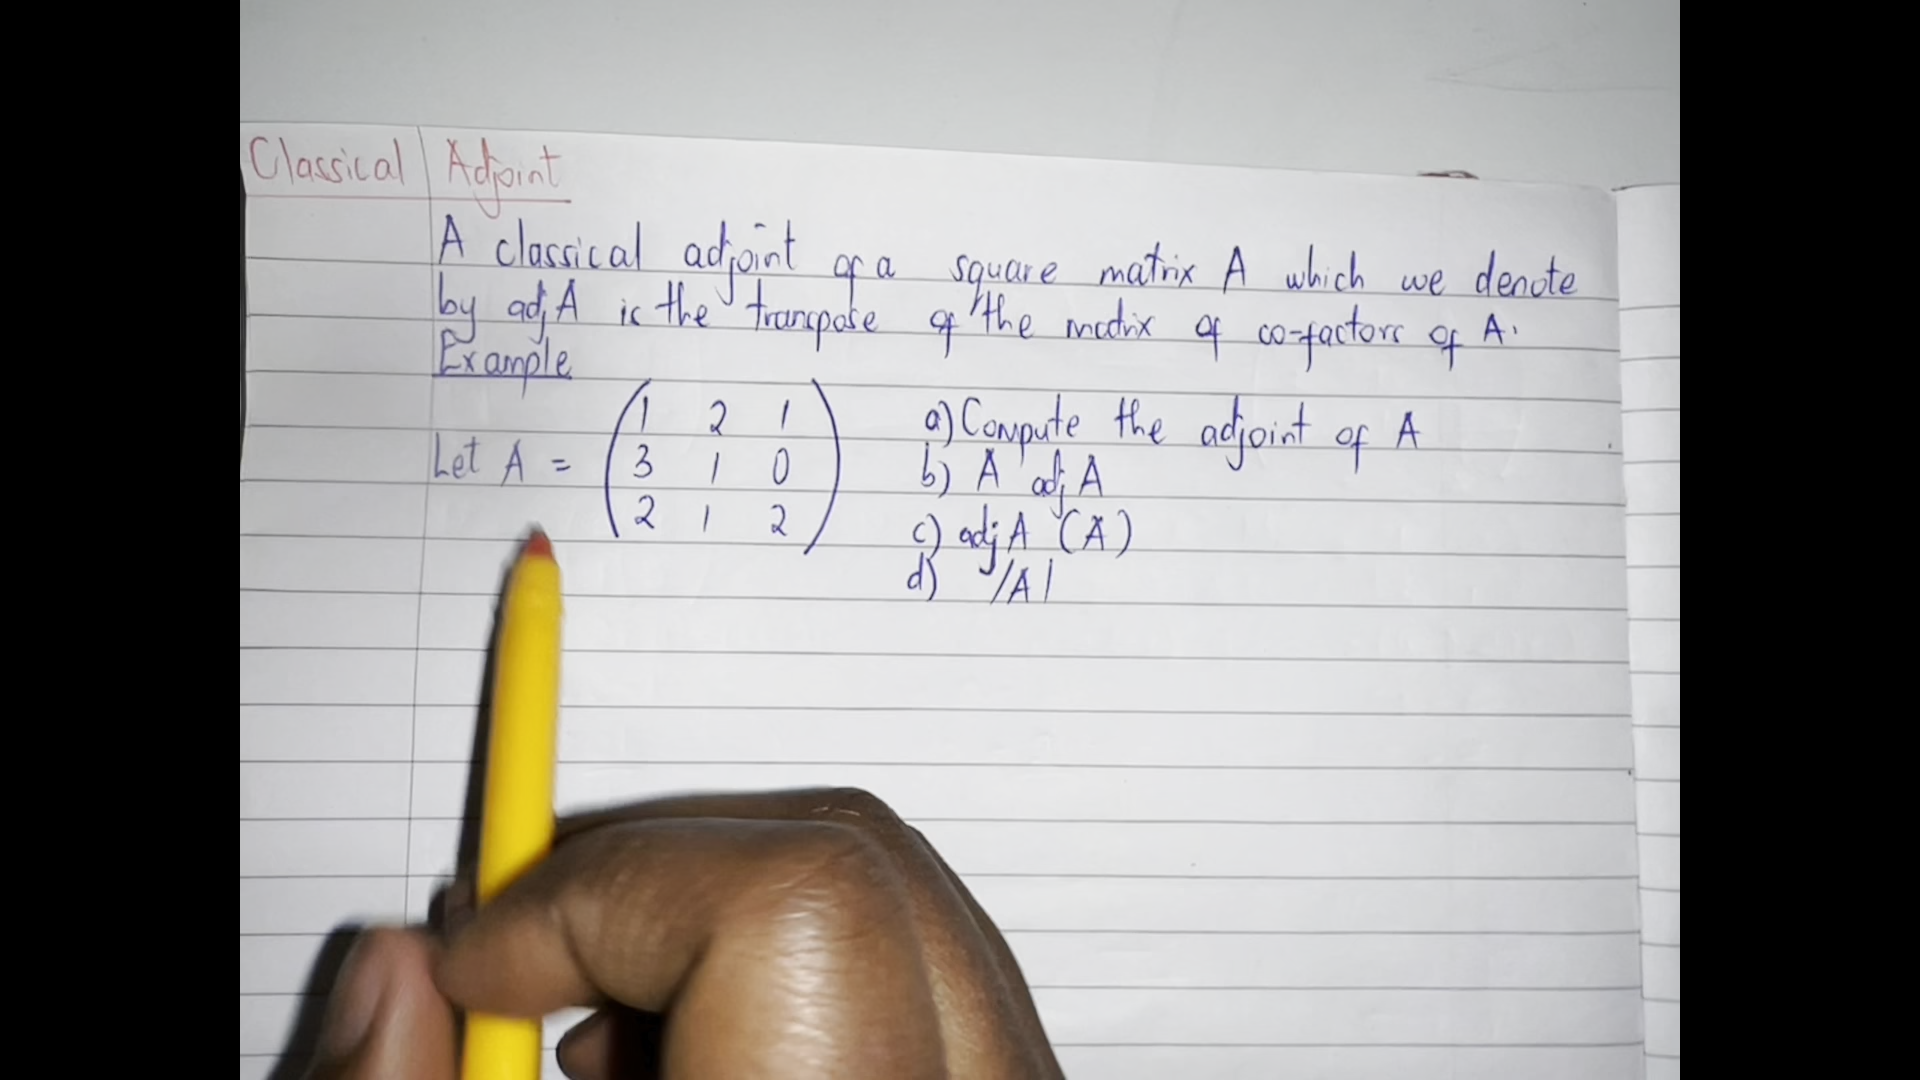 Classical Adjoint
A classical adjoint of a square matrix A which we denote
by adj A is the transpose of the matrix of co-factors of A.
Example
Let A = ( 1 2 1
3 1 0
2 1 2 )
a) Compute the adjoint of A
b) A adj A
c) adj A (A)
d) |A|